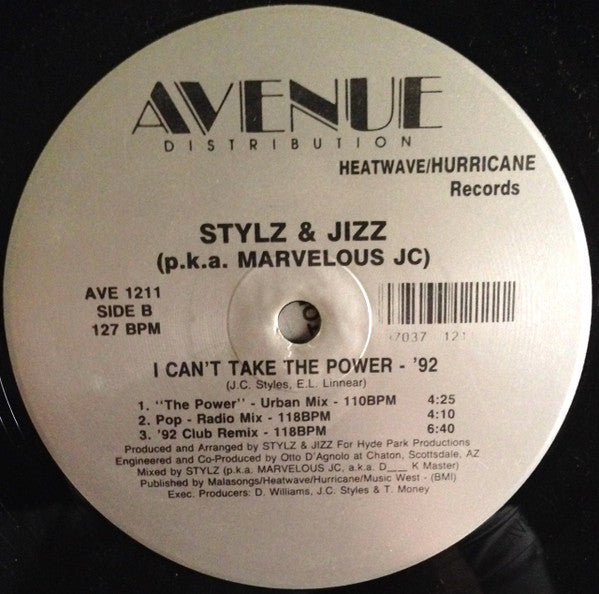 AVENUE
DISTRIBUTION
HEATWAVE/HURRICANE
Records
STYLZ & JIZZ
(p.k.a. MARVELOUS JC)
AVE 1211
SIDE B
127 BPM
7037 121
I CAN'T TAKE THE POWER - '92
(J.C. Styles, E.L. Linnear)
1. "The Power" - Urban Mix - 110BPM 4:25
2. Pop - Radio Mix - 118BPM 4:10
3. '92 Club Remix - 118BPM 6:40
Produced and Arranged by STYLZ & JIZZ For Hyde Park Productions
Engineered and Co-Produced by Otto D'Agnolo at Chaton, Scottsdale, AZ
Mixed by STYLZ (p.k.a. MARVELOUS JC, a.k.a. D___ K Master)
Published by Malasongs/Heatwave/Hurricane/Music West - (BMI)
Exec. Producers: D. Williams, J.C. Styles & T. Money